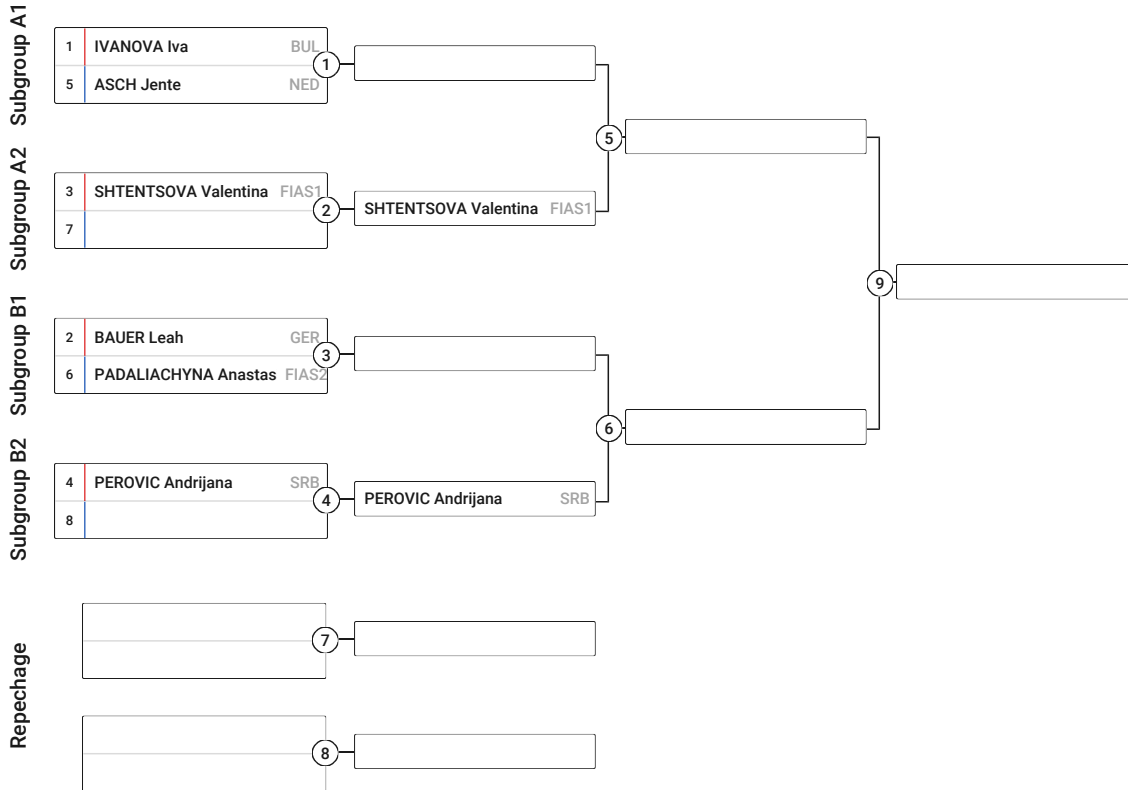 Subgroup A1
1 IVANOVA Iva BUL
5 ASCH Jente NED
1
5
Subgroup A2
3 SHTENTSOVA Valentina FIAS1
7
2
SHTENTSOVA Valentina FIAS1
9
Subgroup B1
2 BAUER Leah GER
6 PADALIACHYNA Anastas FIAS2
3
6
Subgroup B2
4 PEROVIC Andrijana SRB
8
4
PEROVIC Andrijana SRB
Repechage
7
8